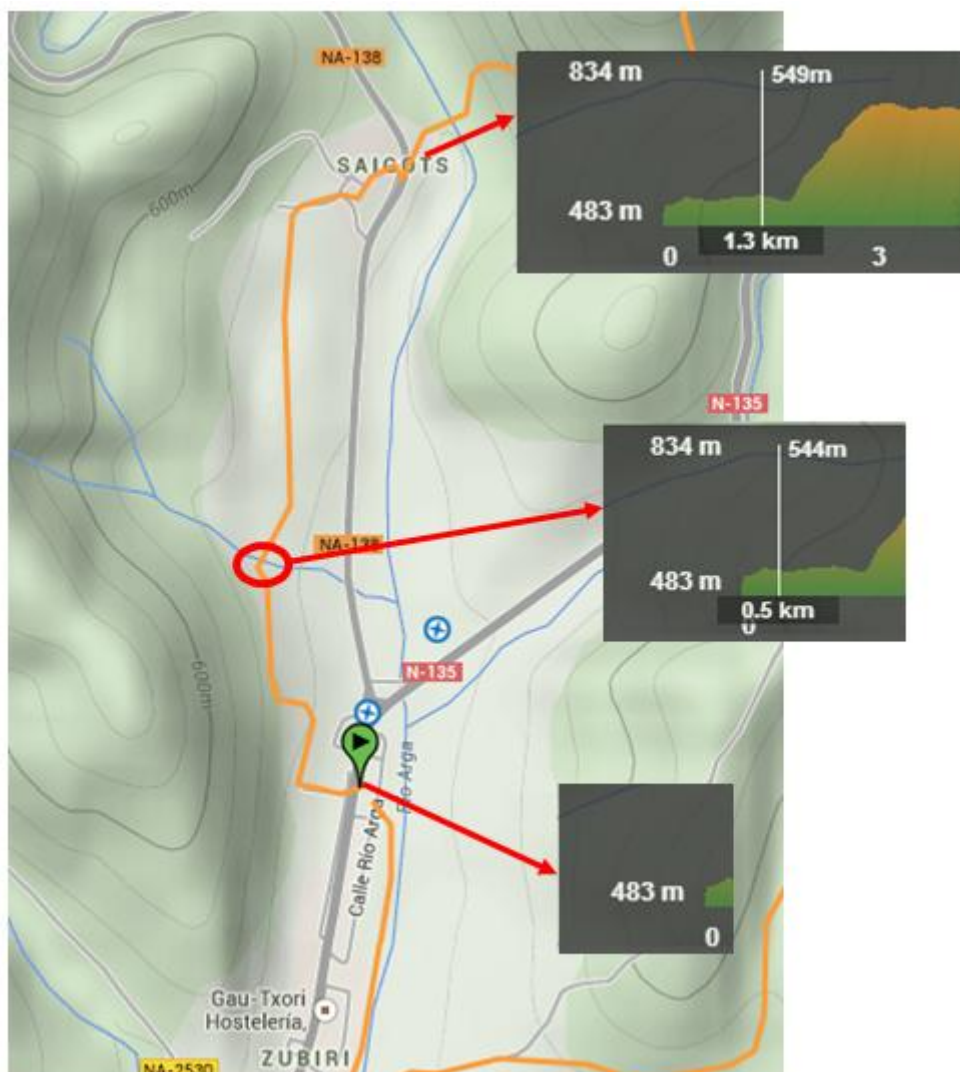 NA-138
834 m
549m
SAIGOTS
600m
483 m
1.3 km
0
3
N-135
834 m
544m
NA-138
483 m
0.5 km
0
600m
N-135
Río Arga
Calle Río Arga
483 m
0
Gau-Txori
Hostelería,
ZUBIRI
NA-2530